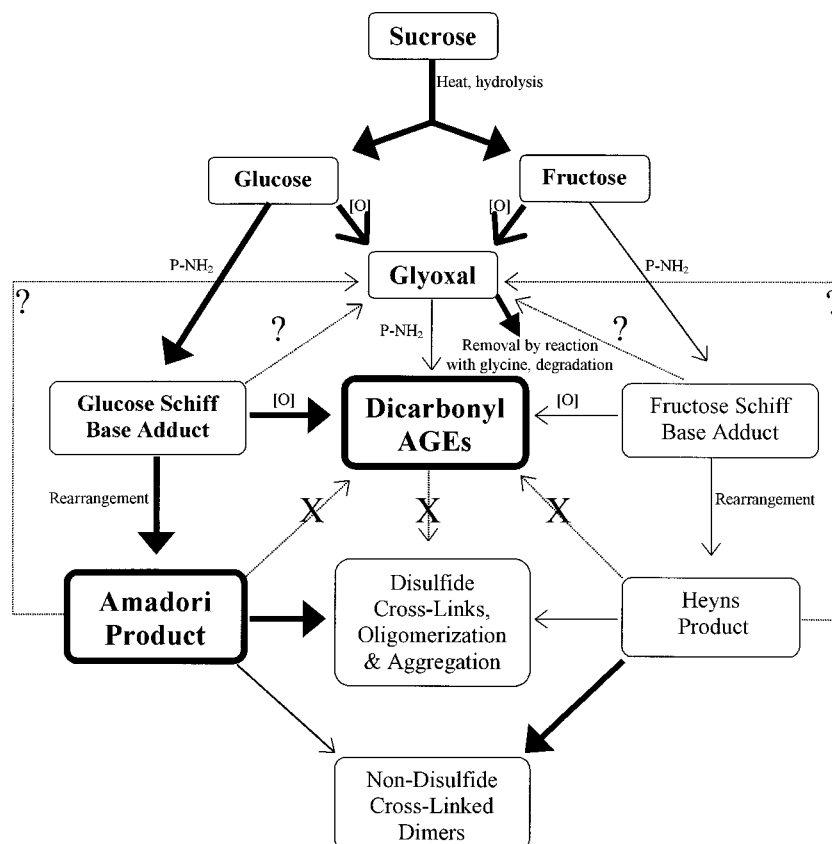 Sucrose
Heat, hydrolysis
Glucose
Fructose
[O]
[O]
P-NH₂
P-NH₂
Glyoxal
?
?
?
?
P-NH₂
Removal by reaction
with glycine, degradation
Glucose Schiff
Base Adduct
[O]
Dicarbonyl
AGEs
[O]
Fructose Schiff
Base Adduct
Rearrangement
Rearrangement
X
X
X
Amadori
Product
Disulfide
Cross-Links,
Oligomerization
& Aggregation
Heyns
Product
Non-Disulfide
Cross-Linked
Dimers